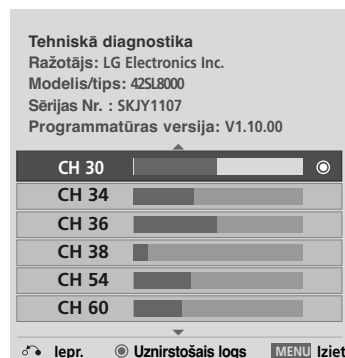 Tehniskā diagnostika
Ražotājs: LG Electronics Inc.
Modelis/tips: 42SL8000
Sērijas Nr. : SKJY1107
Programmatūras versija: V1.10.00
CH 30
CH 34
CH 36
CH 38
CH 54
CH 60
Iepr. Uznirstošais logs MENU Iziet